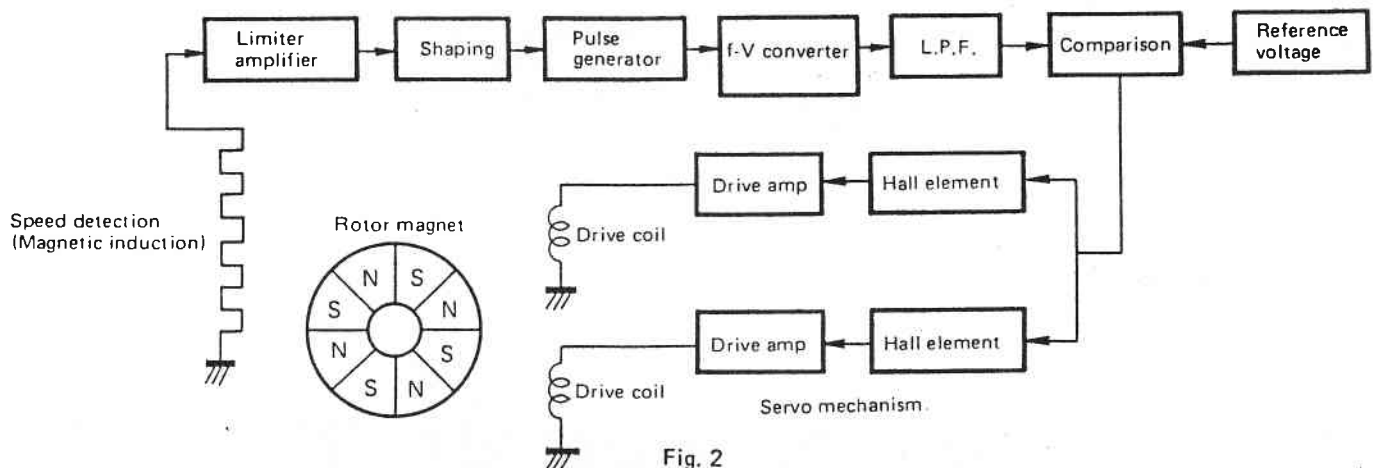 Limiter
amplifier
Shaping
Pulse
generator
f-V converter
L.P.F.
Comparison
Reference
voltage
Speed detection
(Magnetic induction)
Rotor magnet
N S
S N
N S
S N
Drive coil
Drive amp
Hall element
Drive coil
Drive amp
Hall element
Servo mechanism.
Fig. 2